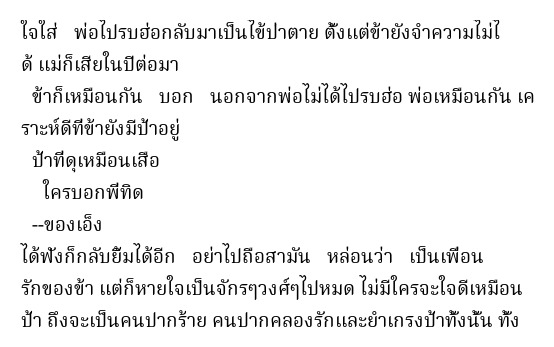 ใจใส่ พ่อไปรบฮ่อกลับมาเป็นไข้ป่าตาย ตั้งแต่ข้ายังจำความไม่ไ
ด้ แม่ก็เสียในปีต่อมา
ข้าก็เหมือนกัน บอก นอกจากพ่อไม่ได้ไปรบฮ่อ พ่อเหมือนกัน เค
ราะห์ดีที่ข้ายังมีป้าอยู่
ป้าที่ดุเหมือนเสือ
ใครบอกพี่ทิด
--ของเอ็ง
ได้ฟังก็กลับยิ้มได้อีก อย่าไปถือสามัน หล่อนว่า เป็นเพื่อน
รักของข้า แต่ก็หายใจเป็นจักรๆวงศ์ๆไปหมด ไม่มีใครจะใจดีเหมือน
ป้า ถึงจะเป็นคนปากร้าย คนปากคลองรักและยำเกรงป้าทั้งนั้น ทั้ง